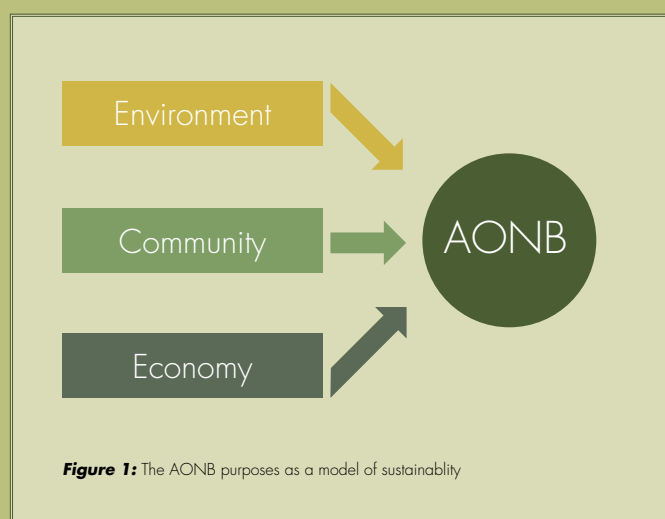 Environment
Community
AONB
Economy
Figure 1: The AONB purposes as a model of sustainablity